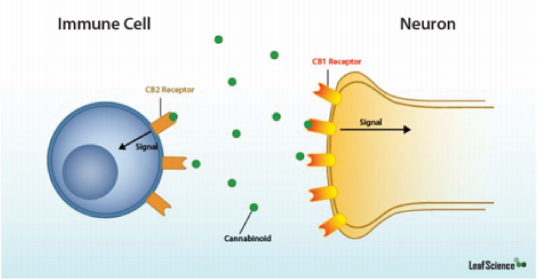 Immune Cell
Neuron
CB1 Receptor
CB2 Receptor
Signal
Signal
Cannabinoid
LeafScience